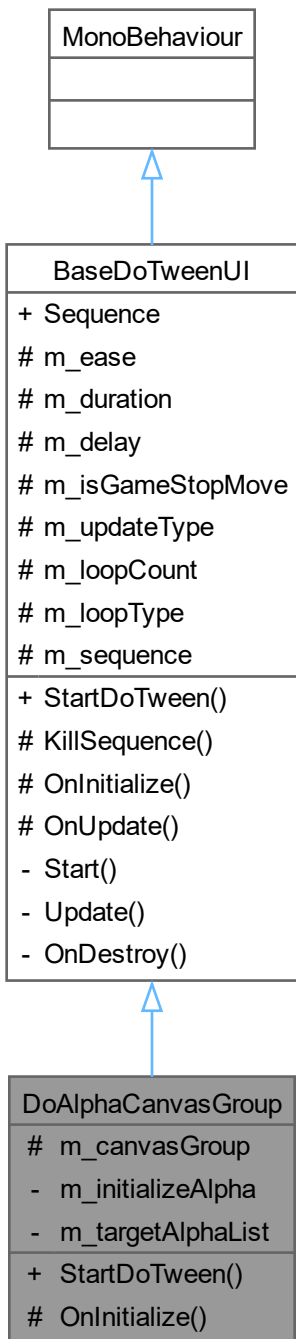 MonoBehaviour
BaseDoTweenUI
+ Sequence
# m_ease
# m_duration
# m_delay
# m_isGameStopMove
# m_updateType
# m_loopCount
# m_loopType
# m_sequence
+ StartDoTween()
# KillSequence()
# OnInitialize()
# OnUpdate()
- Start()
- Update()
- OnDestroy()
DoAlphaCanvasGroup
# m_canvasGroup
- m_initializeAlpha
- m_targetAlphaList
+ StartDoTween()
# OnInitialize()